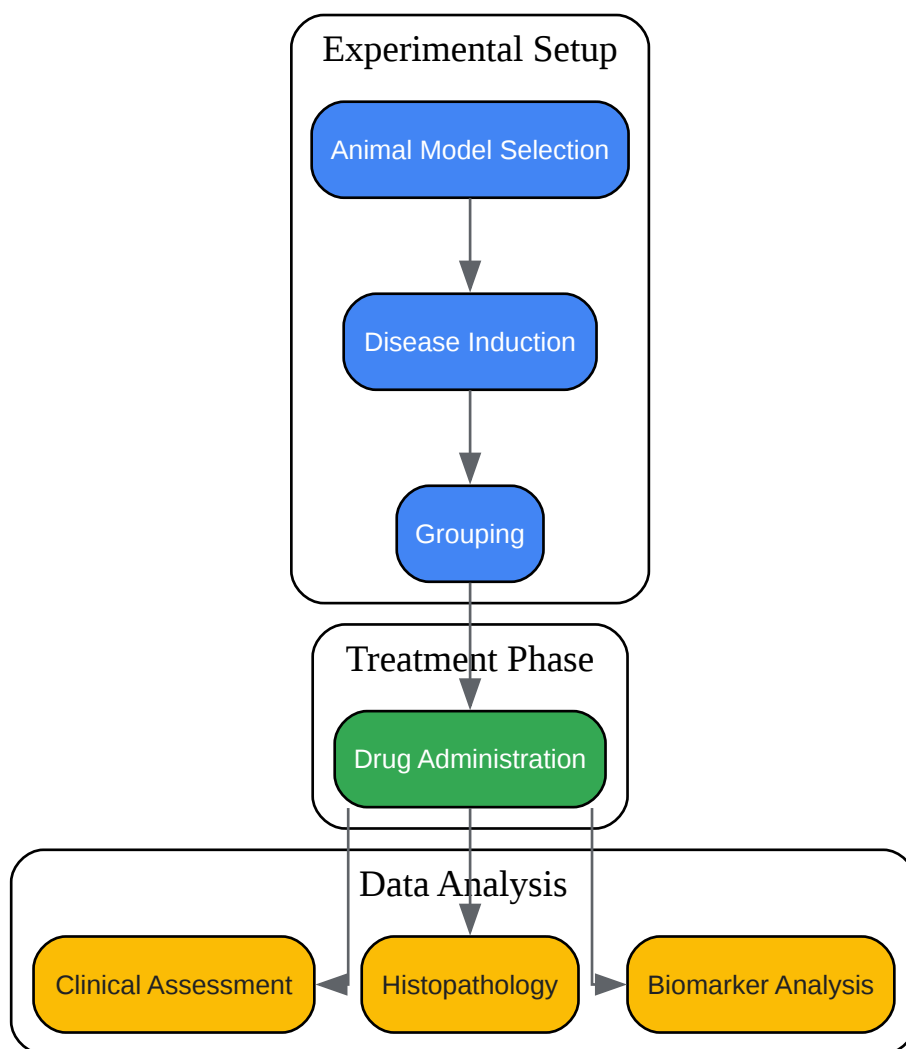 Experimental Setup
Animal Model Selection
Disease Induction
Grouping
Treatment Phase
Drug Administration
Data Analysis
Clinical Assessment
Histopathology
Biomarker Analysis